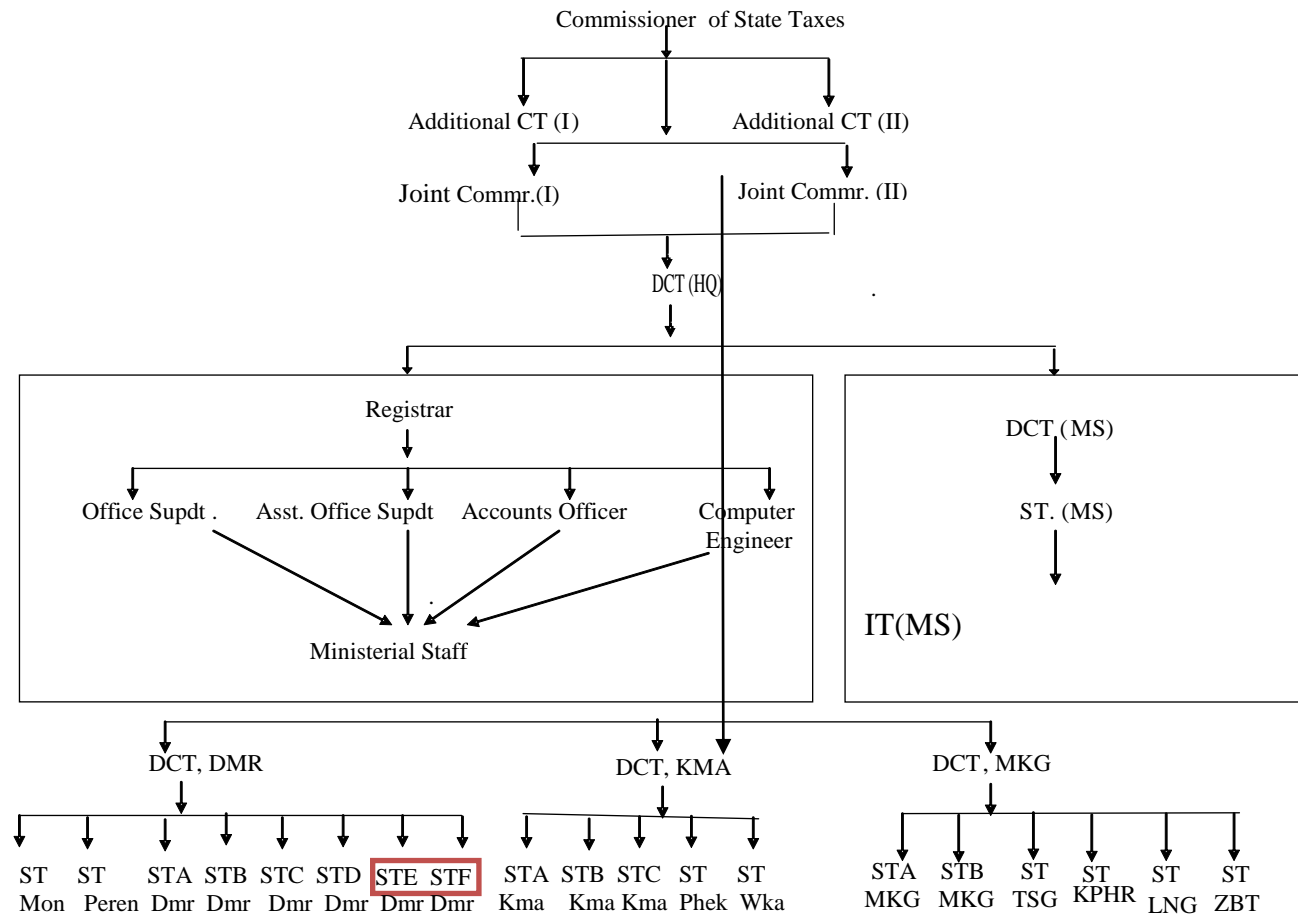 Commissioner of State Taxes
Additional CT (I) Additional CT (II)
Joint Commr.(I) Joint Commr. (II)
DCT (HQ)
.
Registrar
DCT (MS)
Office Supdt . Asst. Office Supdt Accounts Officer Computer
Engineer
ST. (MS)
.
IT(MS)
Ministerial Staff
DCT, DMR DCT, KMA DCT, MKG
ST ST STA STB STC STD STE STF STA STB STC ST ST STA STB ST ST ST ST
Mon Peren Dmr Dmr Dmr Dmr Dmr Dmr Kma Kma Kma Phek Wka MKG MKG TSG KPHR LNG ZBT